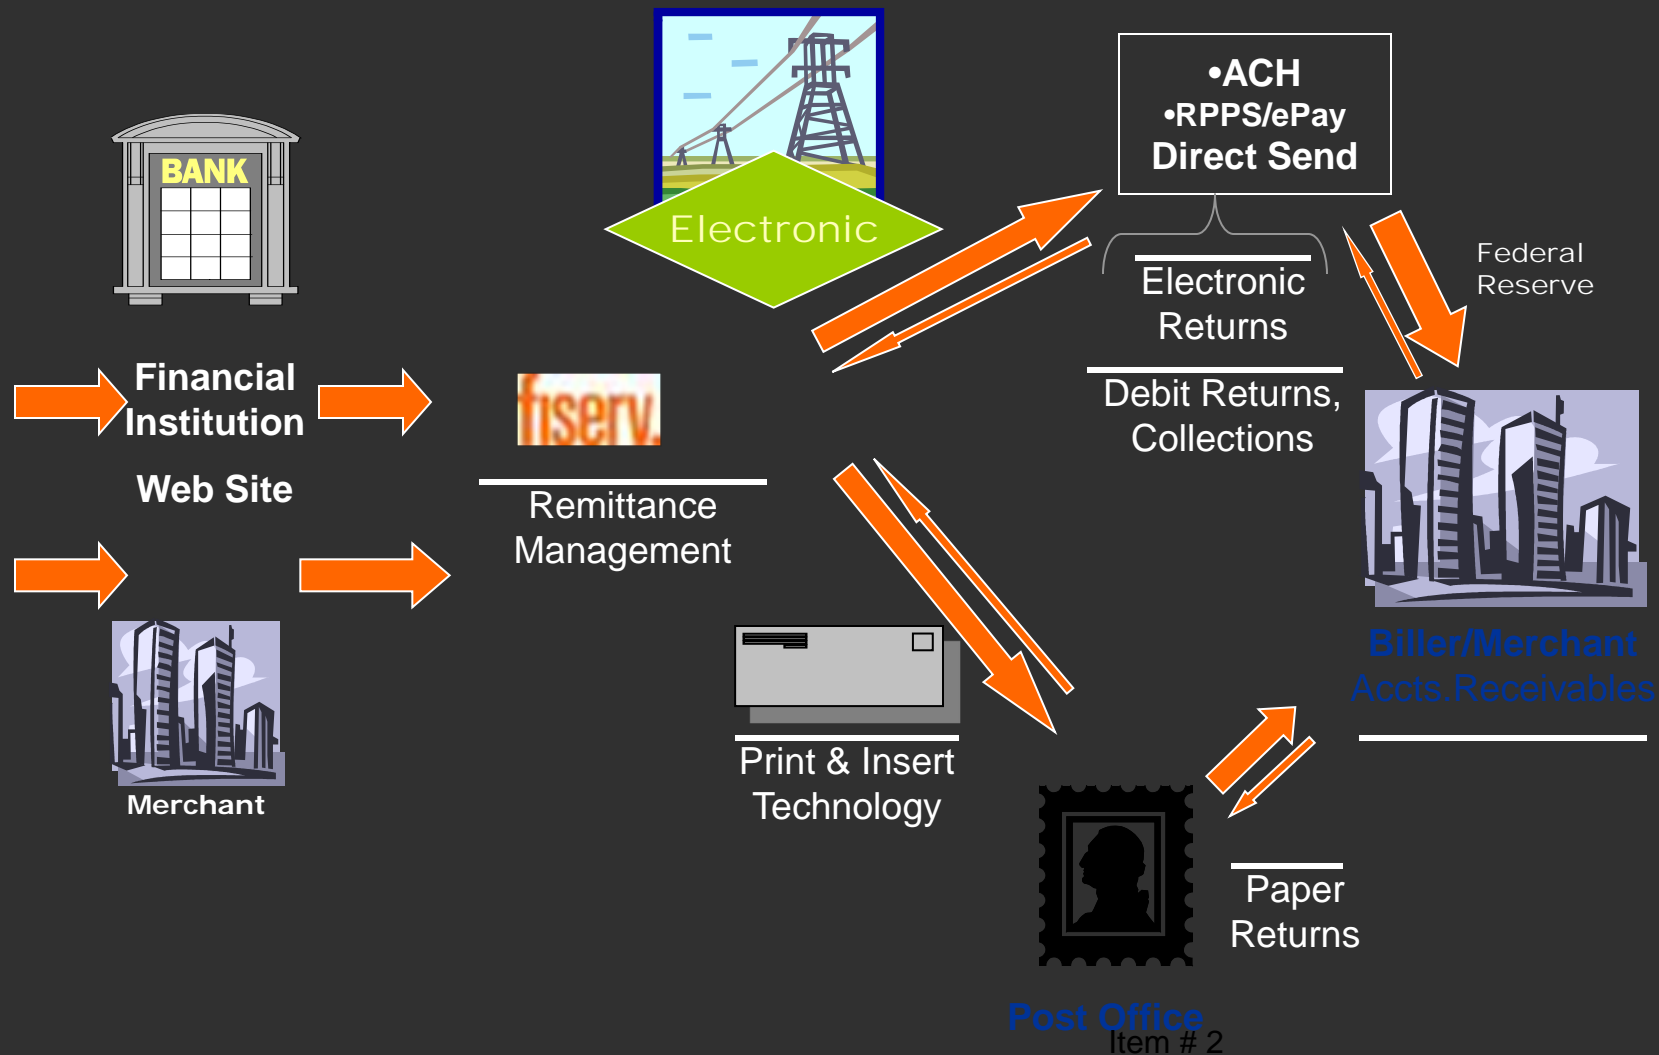 BANK
Financial
Institution
Web Site
Merchant
fiserv.
Remittance
Management
Electronic
•ACH
•RPPS/ePay
Direct Send
Electronic
Returns
Debit Returns,
Collections
Federal
Reserve
Print & Insert
Technology
Biller/Merchant
Accts.Receivables
Paper
Returns
Post Office
Item # 2